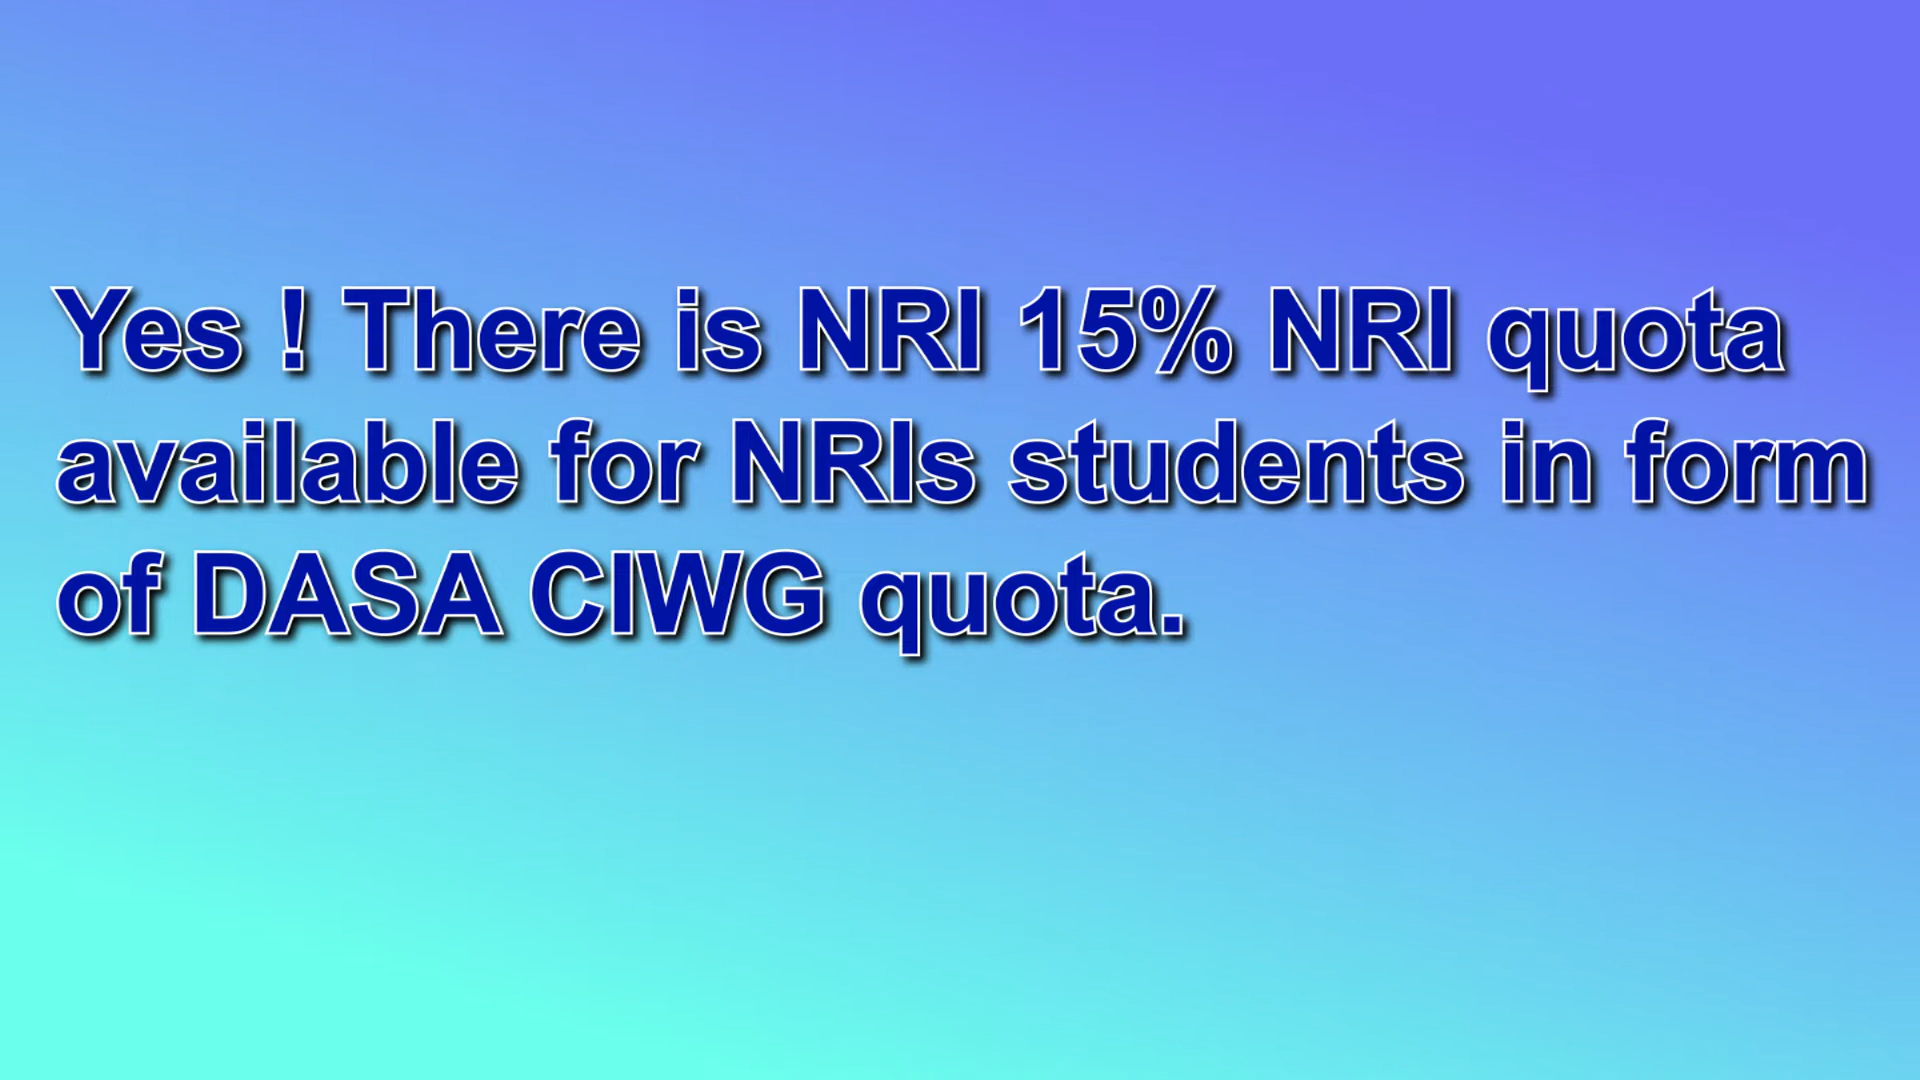 Yes ! There is NRI 15% NRI quota
available for NRIs students in form
of DASA CIWG quota.